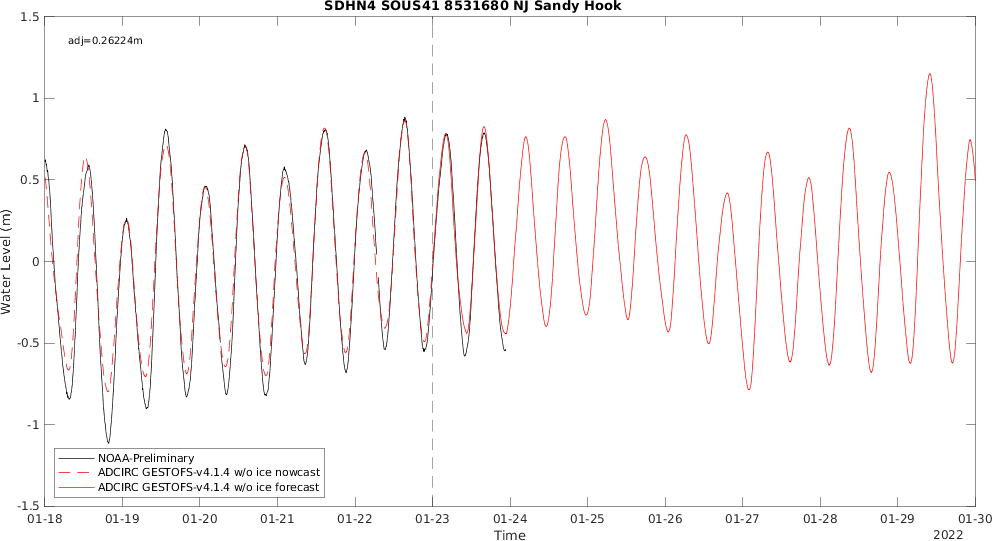 SDHN4 SOUS41 8531680 NJ Sandy Hook
adj=0.26224m
Water Level (m)
1.5
1
0.5
0
-0.5
-1
-1.5
NOAA-Preliminary
ADCIRC GESTOFS-v4.1.4 w/o ice nowcast
ADCIRC GESTOFS-v4.1.4 w/o ice forecast
01-18 01-19 01-20 01-21 01-22 01-23 01-24 01-25 01-26 01-27 01-28 01-29 01-30
Time
2022